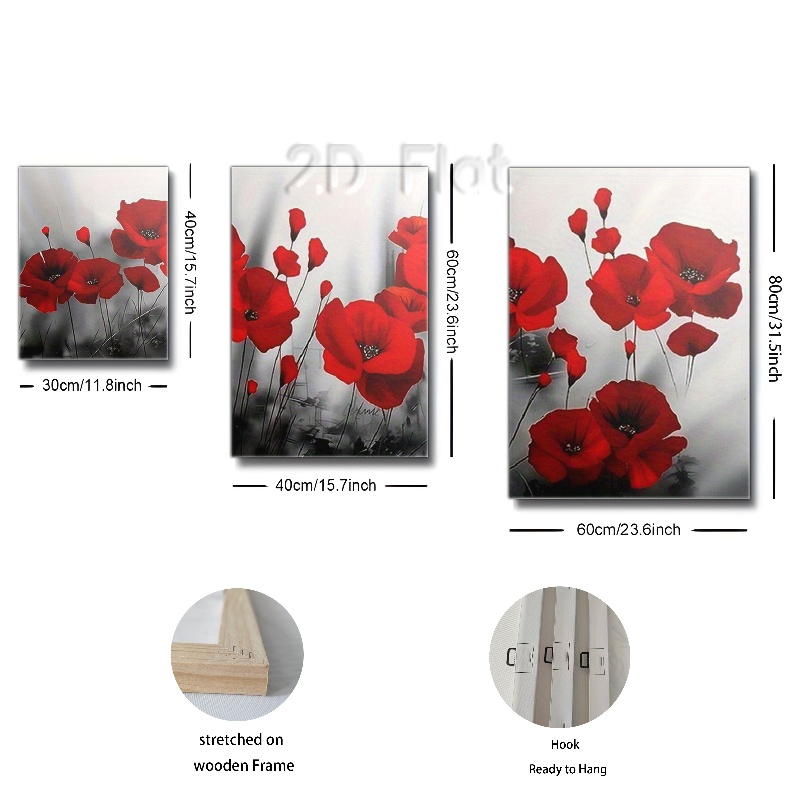 2D Flat
40cm/15.7inch
30cm/11.8inch
60cm/23.6inch
40cm/15.7inch
80cm/31.5inch
60cm/23.6inch
stretched on
wooden Frame
Hook
Ready to Hang